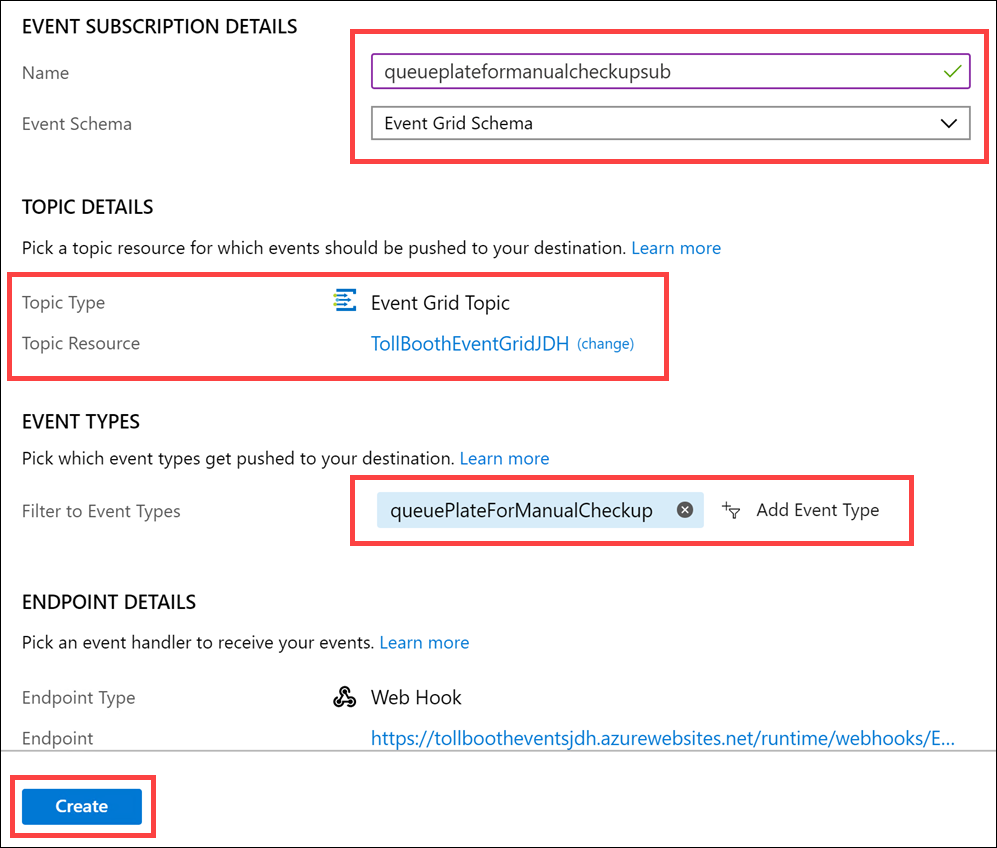 EVENT SUBSCRIPTION DETAILS
Name queueplateformanualcheckupsub
Event Schema Event Grid Schema
TOPIC DETAILS
Pick a topic resource for which events should be pushed to your destination. Learn more
Topic Type Event Grid Topic
Topic Resource TollBoothEventGridJDH (change)
EVENT TYPES
Pick which event types get pushed to your destination. Learn more
Filter to Event Types queuePlateForManualCheckup Add Event Type
ENDPOINT DETAILS
Pick an event handler to receive your events. Learn more
Endpoint Type Web Hook
Endpoint https://tollbootheventsjdh.azurewebsites.net/runtime/webhooks/E...
Create